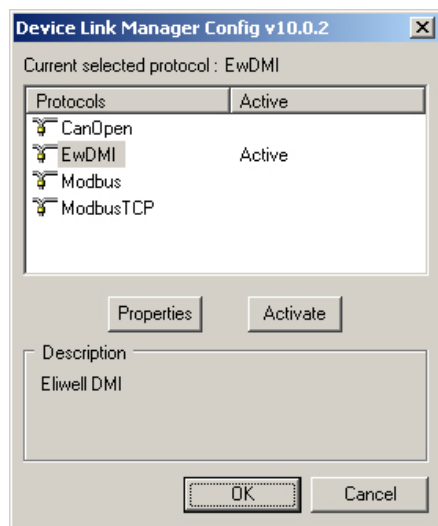 Device Link Manager Config v10.0.2
Current selected protocol : EwDMI
Protocols Active
CanOpen
EwDMI Active
Modbus
ModbusTCP
Properties Activate
Description
Eliwell DMI
OK Cancel